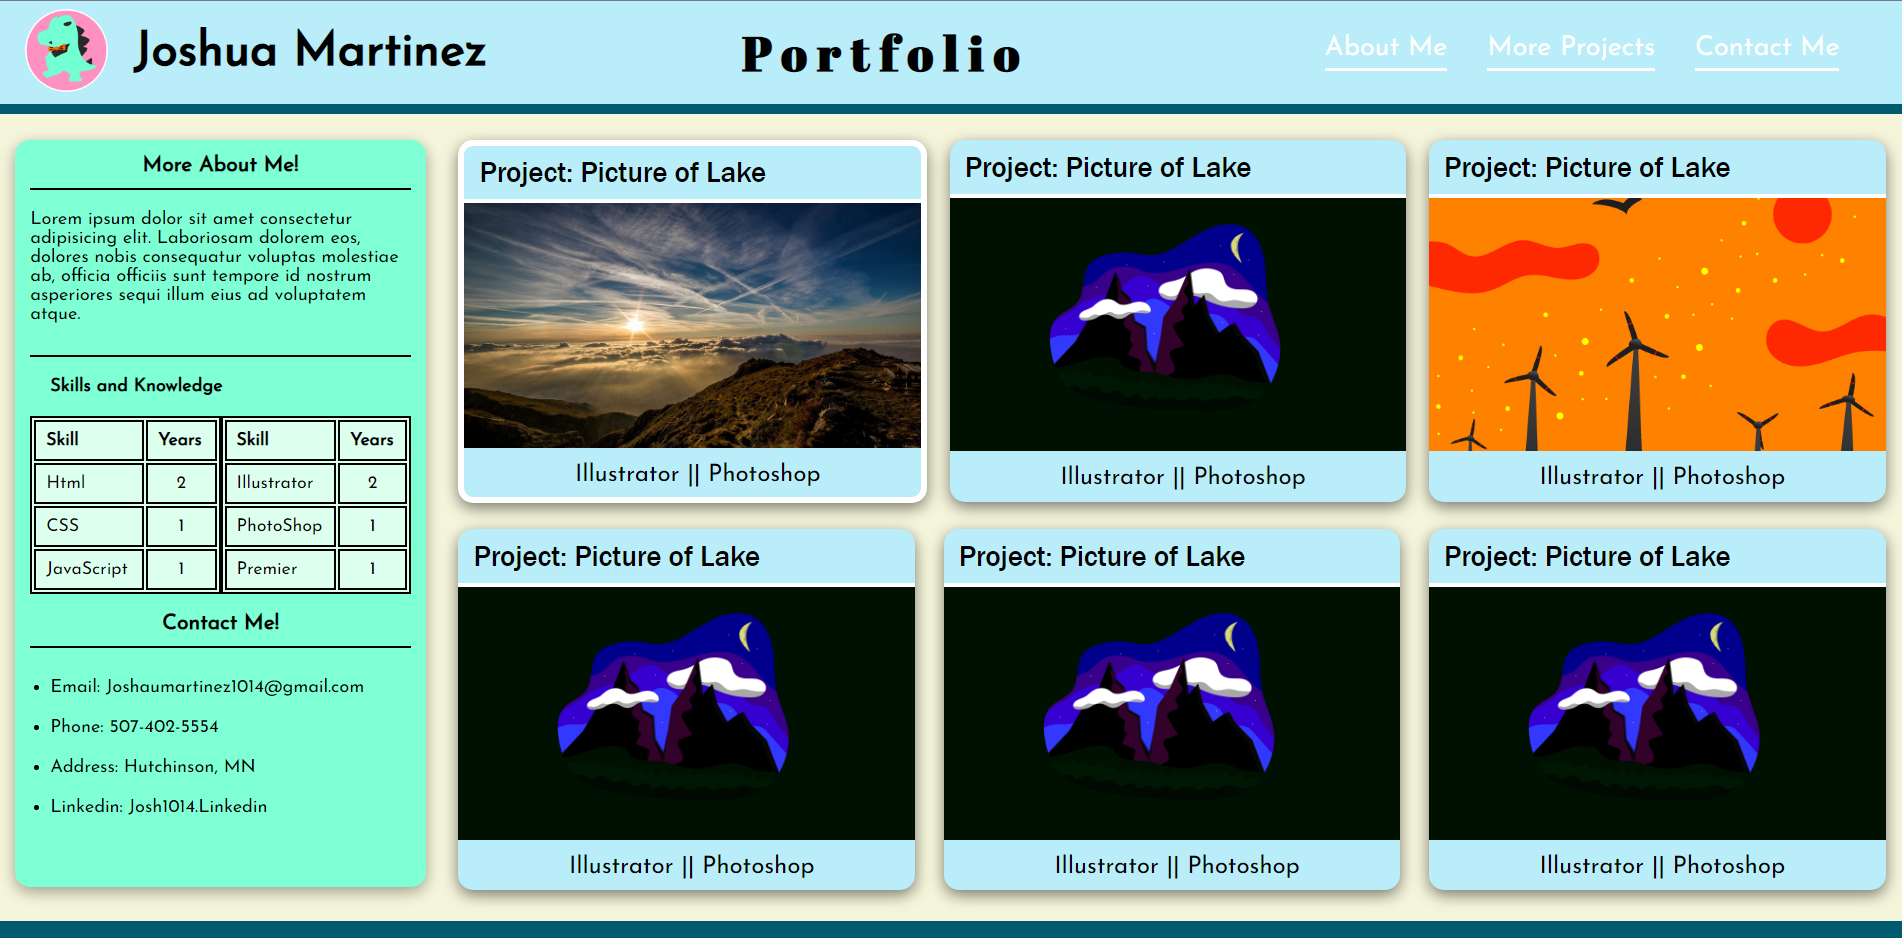 Joshua Martinez
Portfolio
About Me
More Projects
Contact Me
More About Me!
Lorem ipsum dolor sit amet consectetur
adipisicing elit. Laboriosam dolorem eos,
dolores nobis consequatur voluptas molestiae
ab, officia officiis sunt tempore id nostrum
asperiores sequi illum eius ad voluptatem
atque.
Skills and Knowledge
Skill Years Skill Years
Html 2 Illustrator 2
CSS 1 PhotoShop 1
JavaScript 1 Premier 1
Contact Me!
• Email: Joshaumartinez1014@gmail.com
• Phone: 507-402-5554
• Address: Hutchinson, MN
• Linkedin: Josh1014.Linkedin
Project: Picture of Lake
Illustrator || Photoshop
Project: Picture of Lake
Illustrator || Photoshop
Project: Picture of Lake
Illustrator || Photoshop
Project: Picture of Lake
Illustrator || Photoshop
Project: Picture of Lake
Illustrator || Photoshop
Project: Picture of Lake
Illustrator || Photoshop